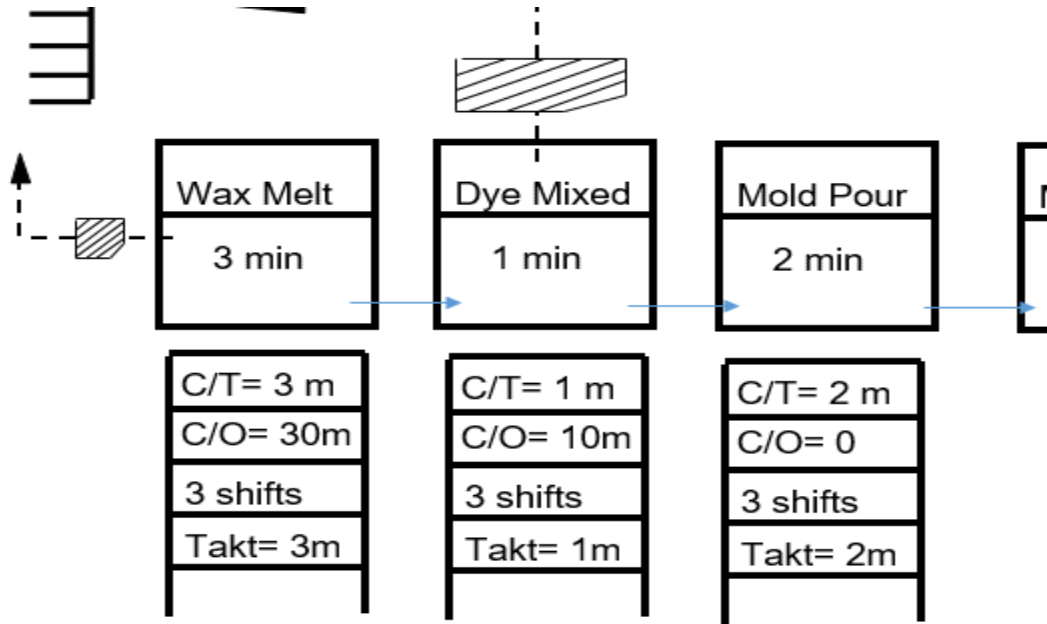 Wax Melt
3 min
Dye Mixed
1 min
Mold Pour
2 min
C/T= 3 m
C/O= 30m
3 shifts
Takt= 3m
C/T= 1 m
C/O= 10m
3 shifts
Takt= 1m
C/T= 2 m
C/O= 0
3 shifts
Takt= 2m